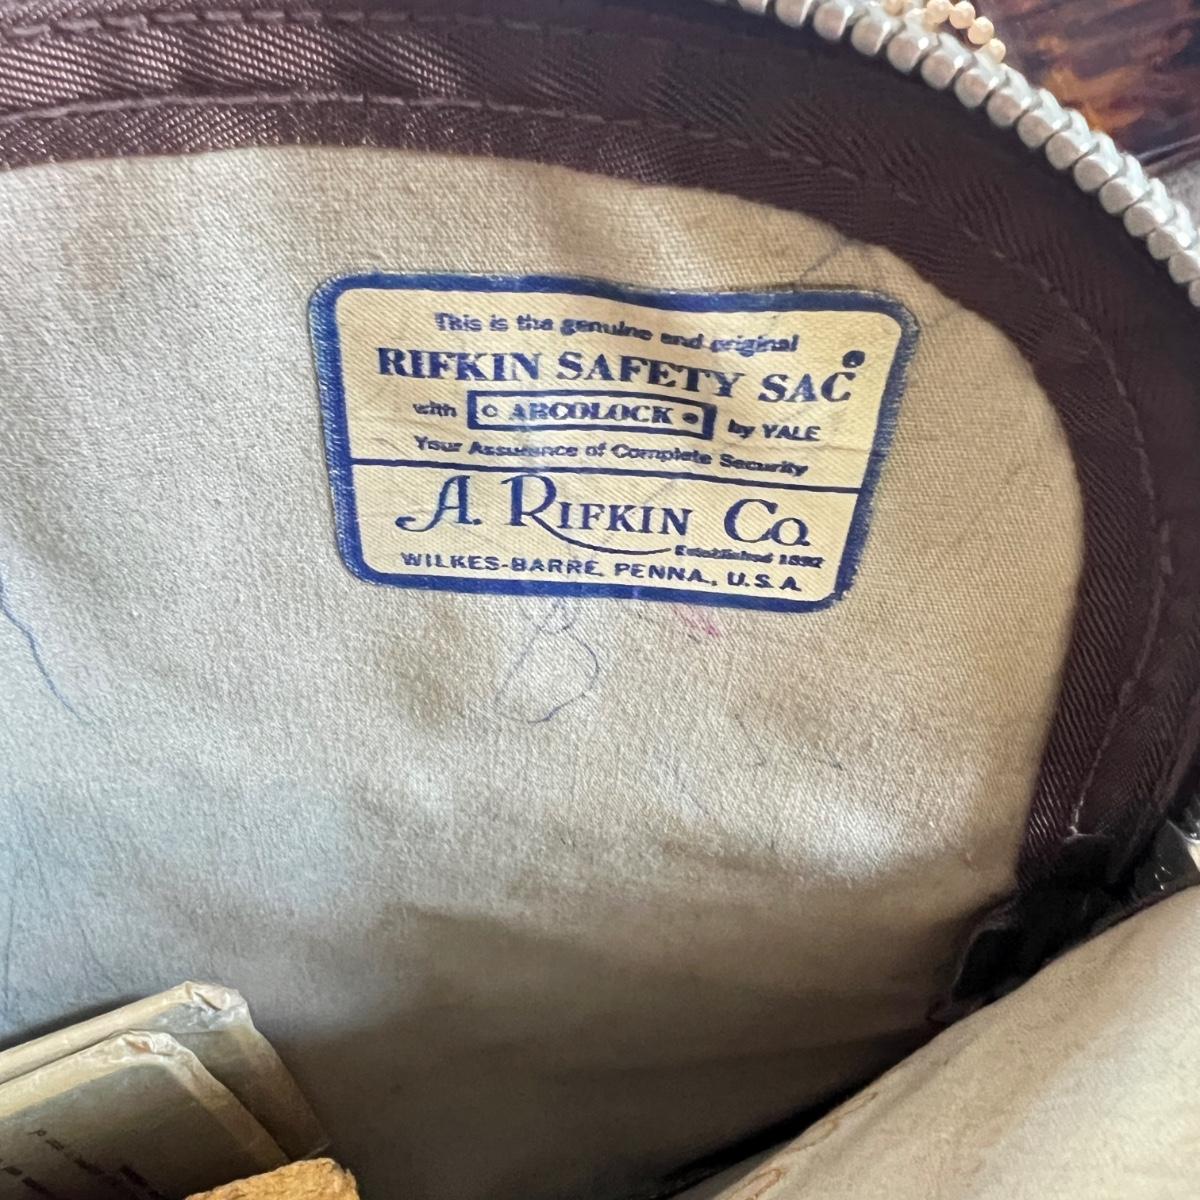 This is the genuine and original
RIFKIN SAFETY SAC®
with ARCOLOCK by YALE
Your Assurance of Complete Security
A. RIFKIN CO.
Established 1892
WILKES-BARRE, PENNA., U.S.A.
B